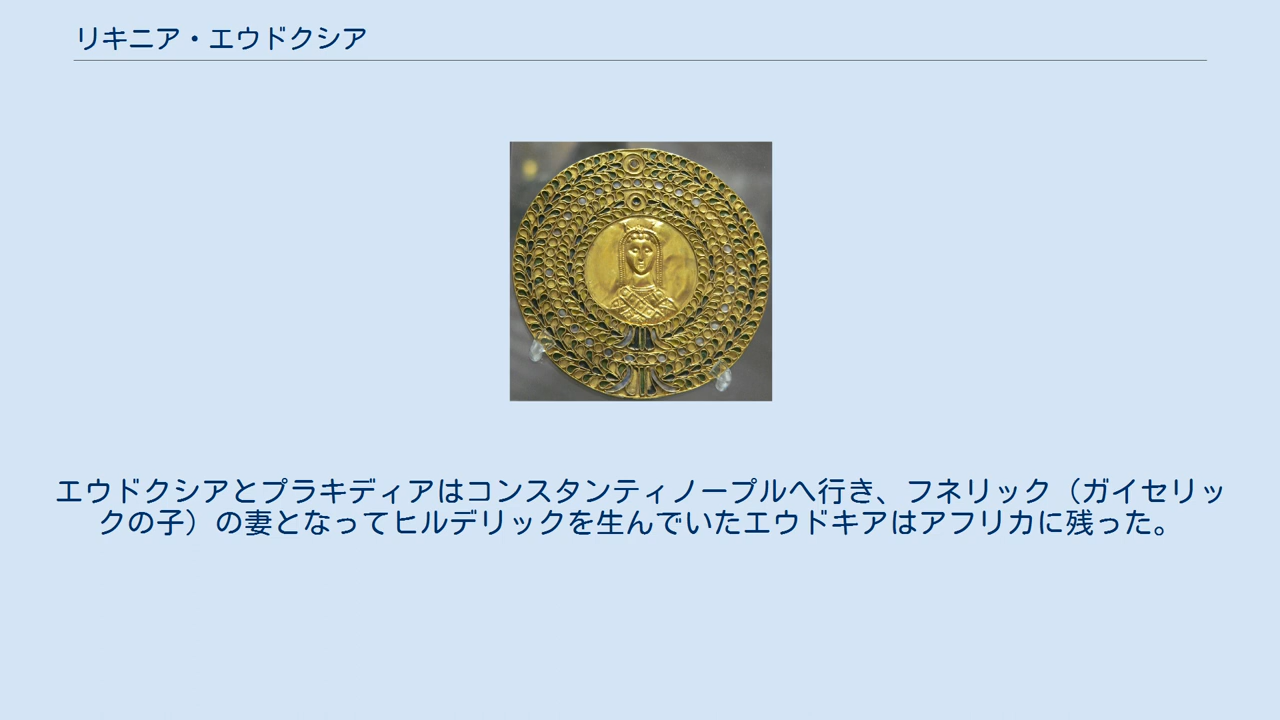 リキニア・エウドクシア
エウドクシアとプラキディアはコンスタンティノープルへ行き、フネリック（ガイセリッ
クの子）の妻となってヒルデリックを生んでいたエウドキアはアフリカに残った。